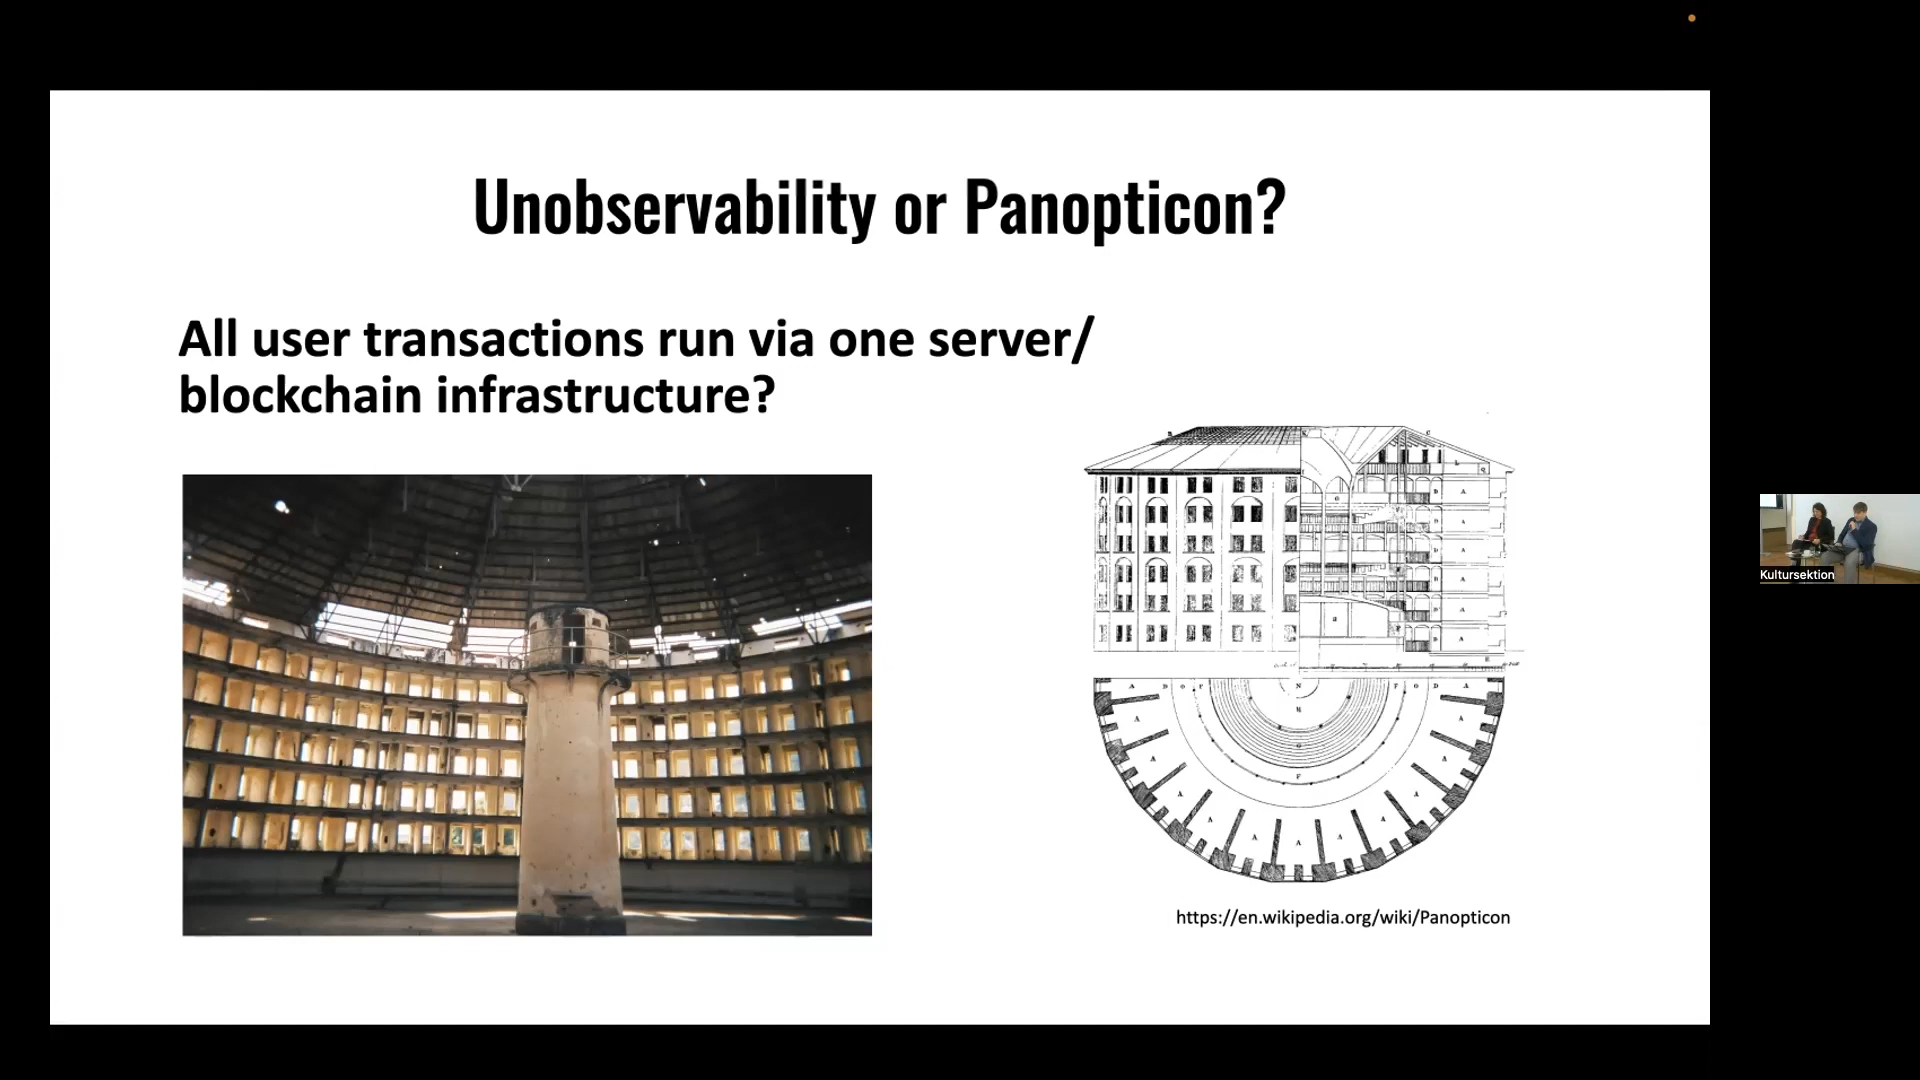 Unobservability or Panopticon?
All user transactions run via one server/
blockchain infrastructure?
https://en.wikipedia.org/wiki/Panopticon
Kultursektion